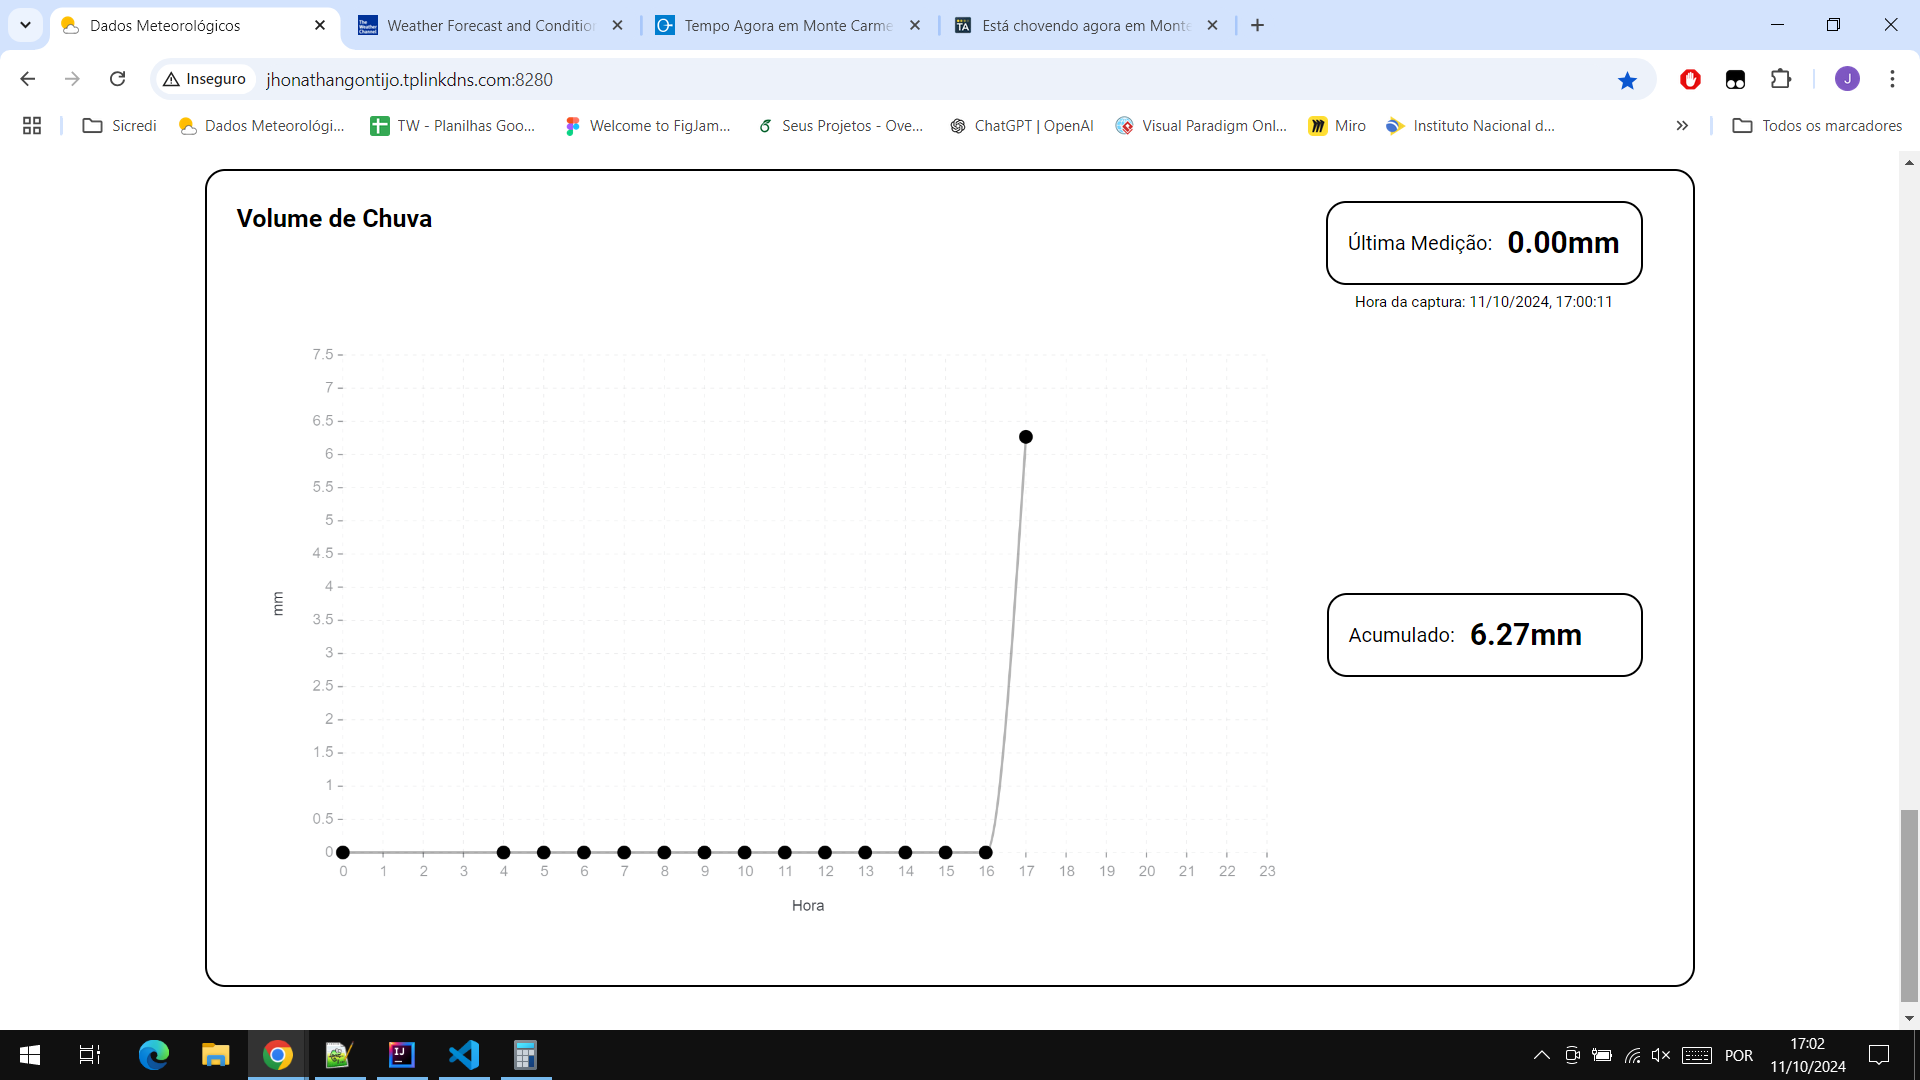 Dados Meteorológicos
Weather Forecast and Condition
Tempo Agora em Monte Carme
Está chovendo agora em Monte
Inseguro
jhonathangontijo.tplinkdns.com:8280
J
Sicredi
Dados Meteorológi...
TW - Planilhas Goo...
Welcome to FigJam...
Seus Projetos - Ove...
ChatGPT | OpenAI
Visual Paradigm Onl...
Miro
Instituto Nacional d...
Todos os marcadores
Volume de Chuva
Última Medição: 0.00mm
Hora da captura: 11/10/2024, 17:00:11
7.5
7
6.5
6
5.5
5
4.5
4
3.5
3
2.5
2
1.5
1
0.5
0
mm
0 1 2 3 4 5 6 7 8 9 10 11 12 13 14 15 16 17 18 19 20 21 22 23
Hora
Acumulado: 6.27mm
POR
17:02
11/10/2024